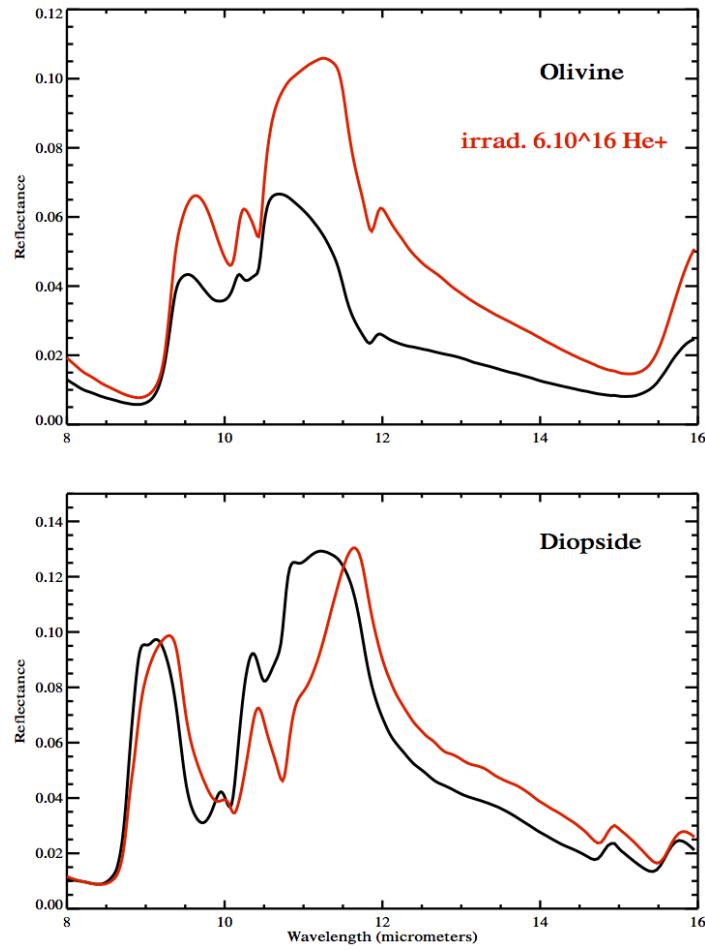 0.12
0.10
0.08
0.06
0.04
0.02
0.00
Reflectance
Olivine
irrad. 6.10^16 He+
8 10 12 14 16
0.14
0.12
0.10
0.08
0.06
0.04
0.02
0.00
Reflectance
Diopside
8 10 12 14 16
Wavelength (micrometers)